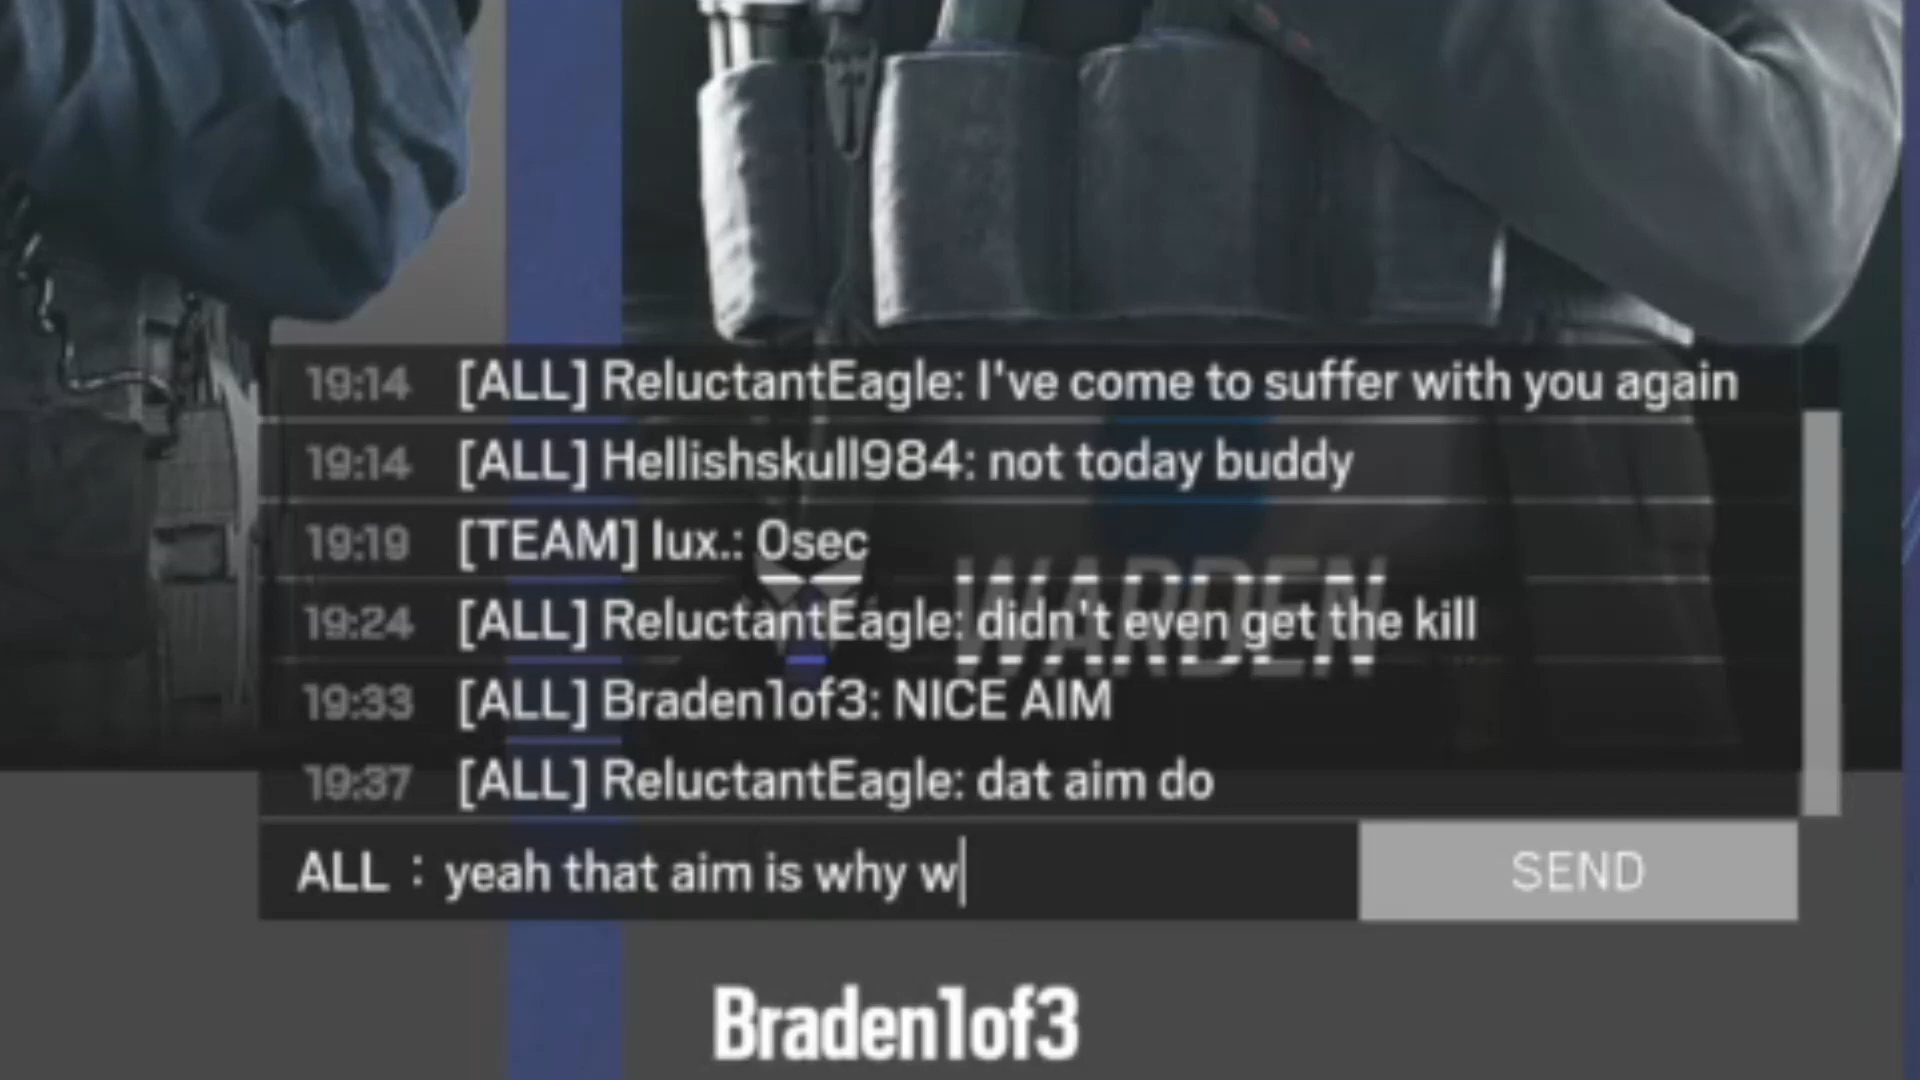 19:14 [ALL] ReluctantEagle: I've come to suffer with you again
19:14 [ALL] Hellishskull984: not today buddy
19:19 [TEAM] lux.: 0sec
19:24 [ALL] ReluctantEagle: didn't even get the kill
19:33 [ALL] Braden1of3: NICE AIM
19:37 [ALL] ReluctantEagle: dat aim do
WARDEN
ALL : yeah that aim is why w
SEND
Braden1of3